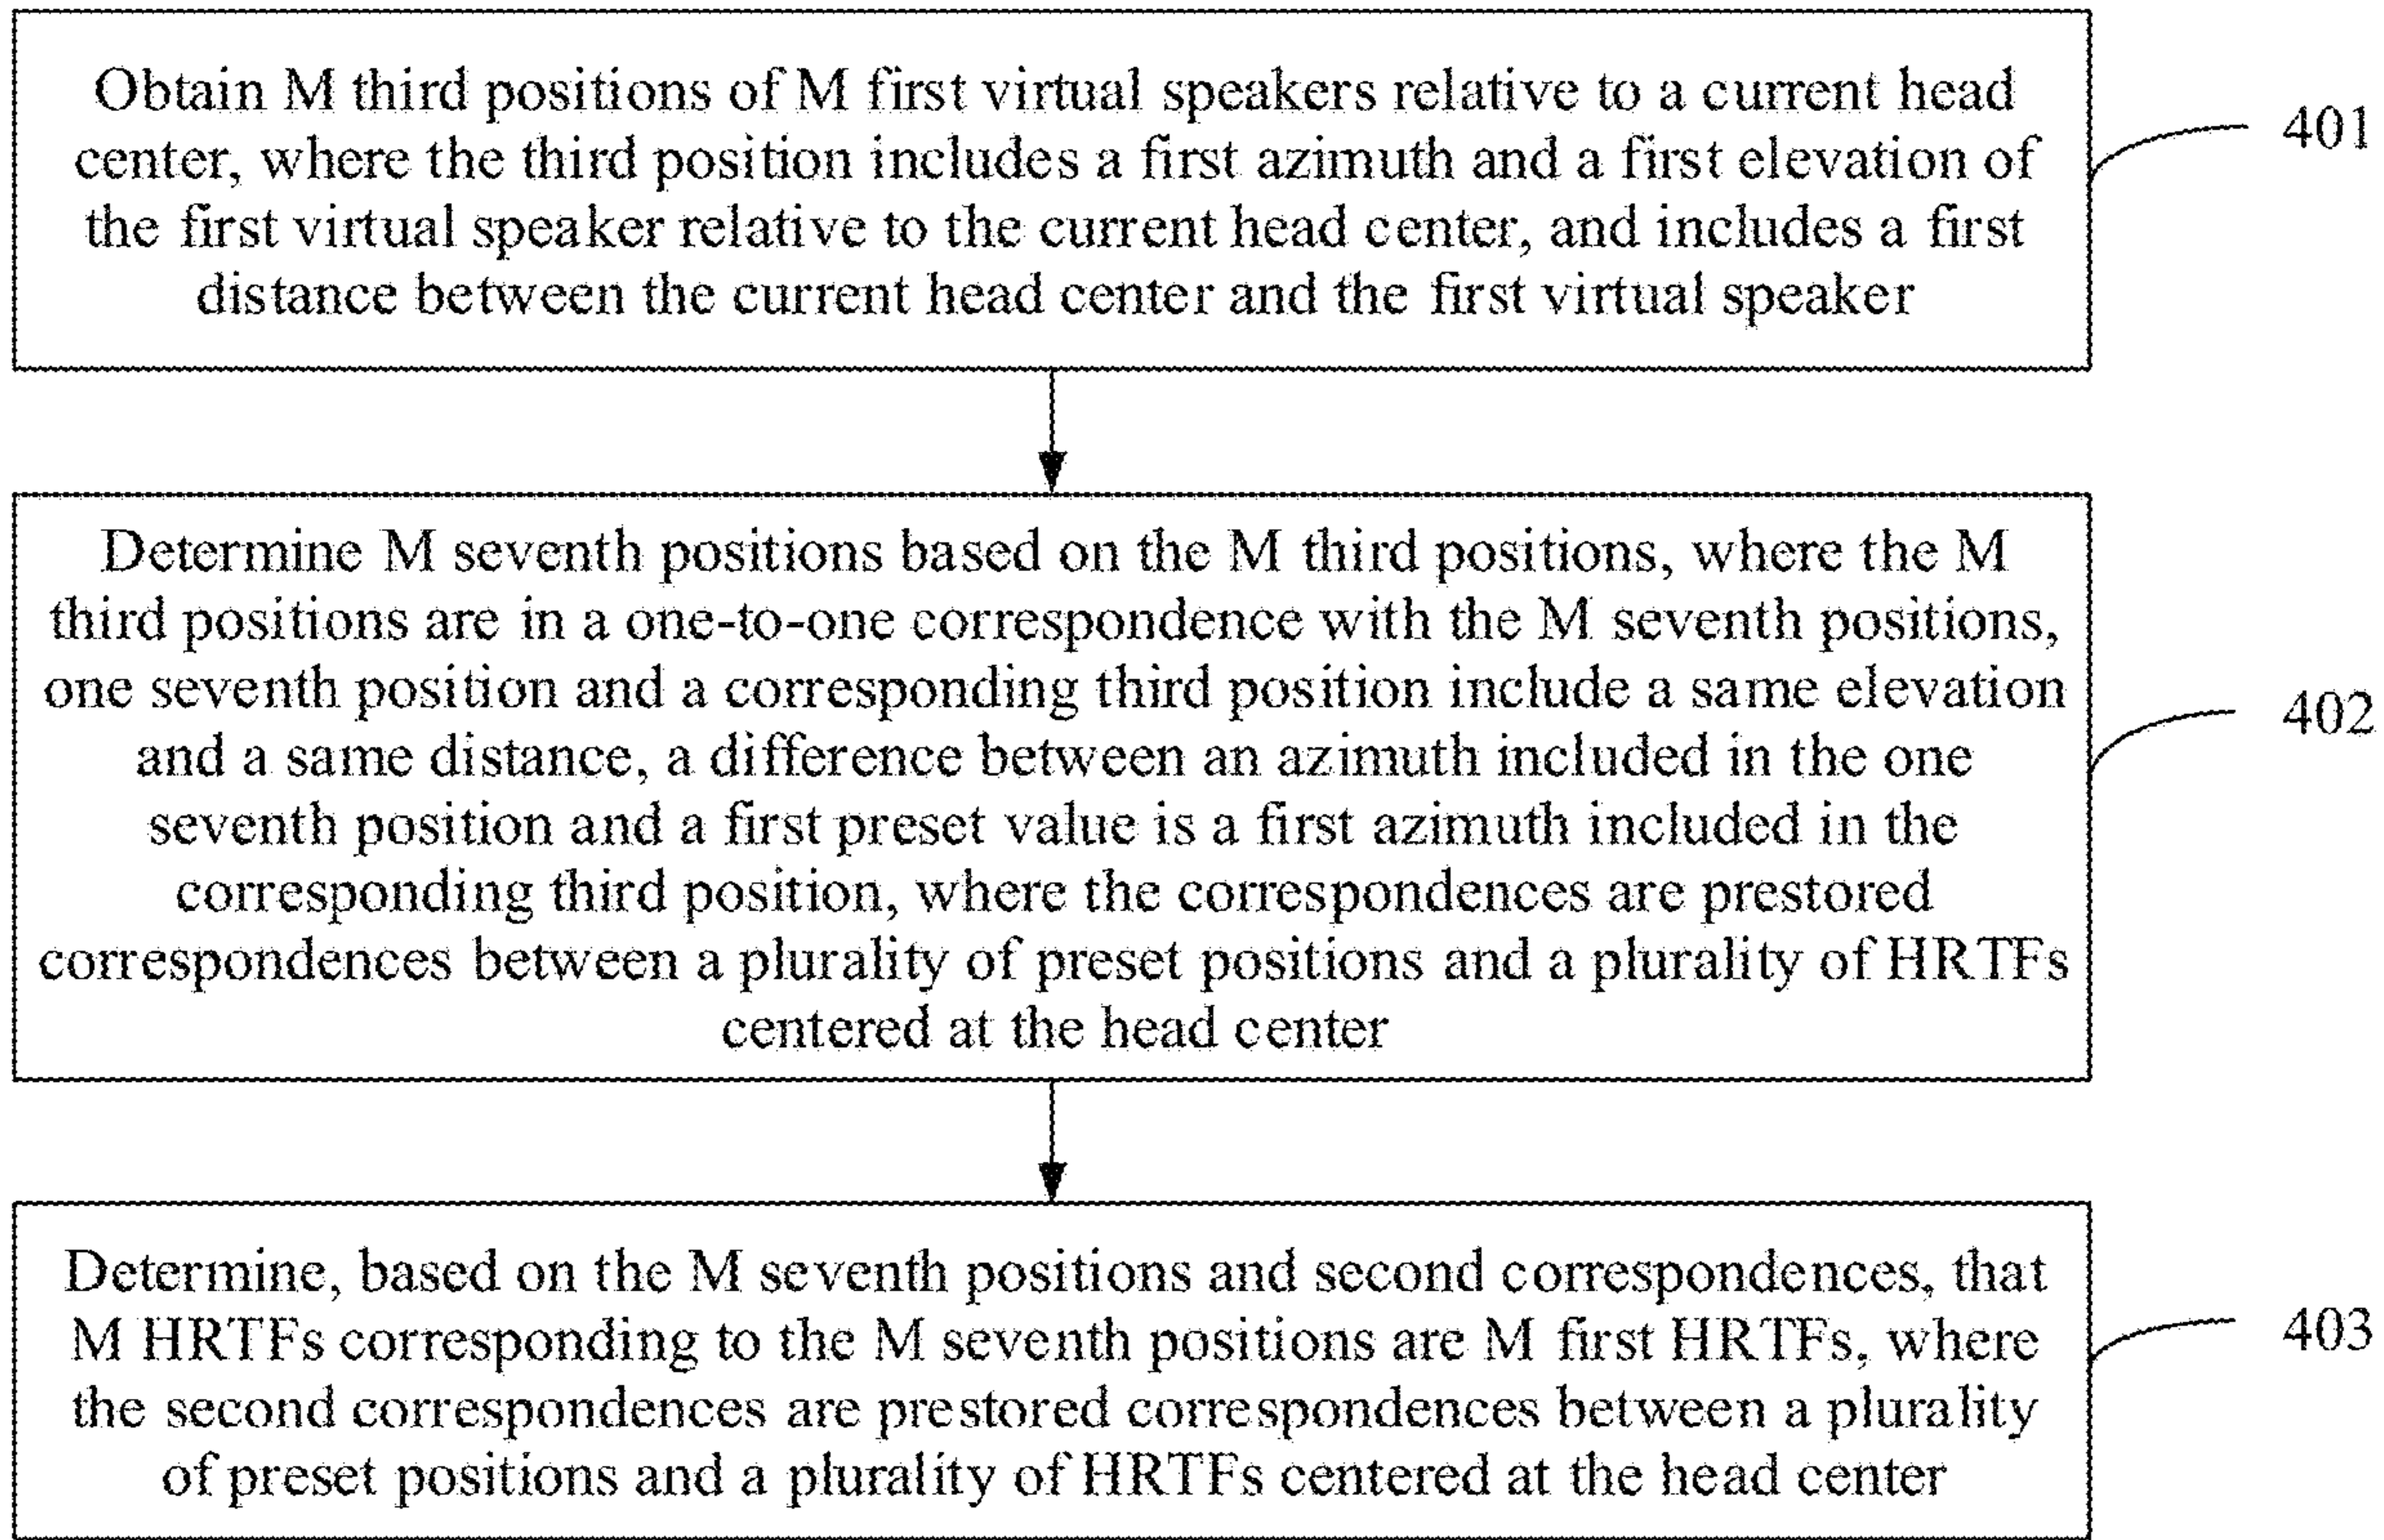 Obtain M third positions of M first virtual speakers relative to a current head
center, where the third position includes a first azimuth and a first elevation of
the first virtual speaker relative to the current head center, and includes a first
distance between the current head center and the first virtual speaker
401
Determine M seventh positions based on the M third positions, where the M
third positions are in a one-to-one correspondence with the M seventh positions,
one seventh position and a corresponding third position include a same elevation
and a same distance, a difference between an azimuth included in the one
seventh position and a first preset value is a first azimuth included in the
corresponding third position, where the correspondences are prestored
correspondences between a plurality of preset positions and a plurality of HRTFs
centered at the head center
402
Determine, based on the M seventh positions and second correspondences, that
M HRTFs corresponding to the M seventh positions are M first HRTFs, where
the second correspondences are prestored correspondences between a plurality
of preset positions and a plurality of HRTFs centered at the head center
403